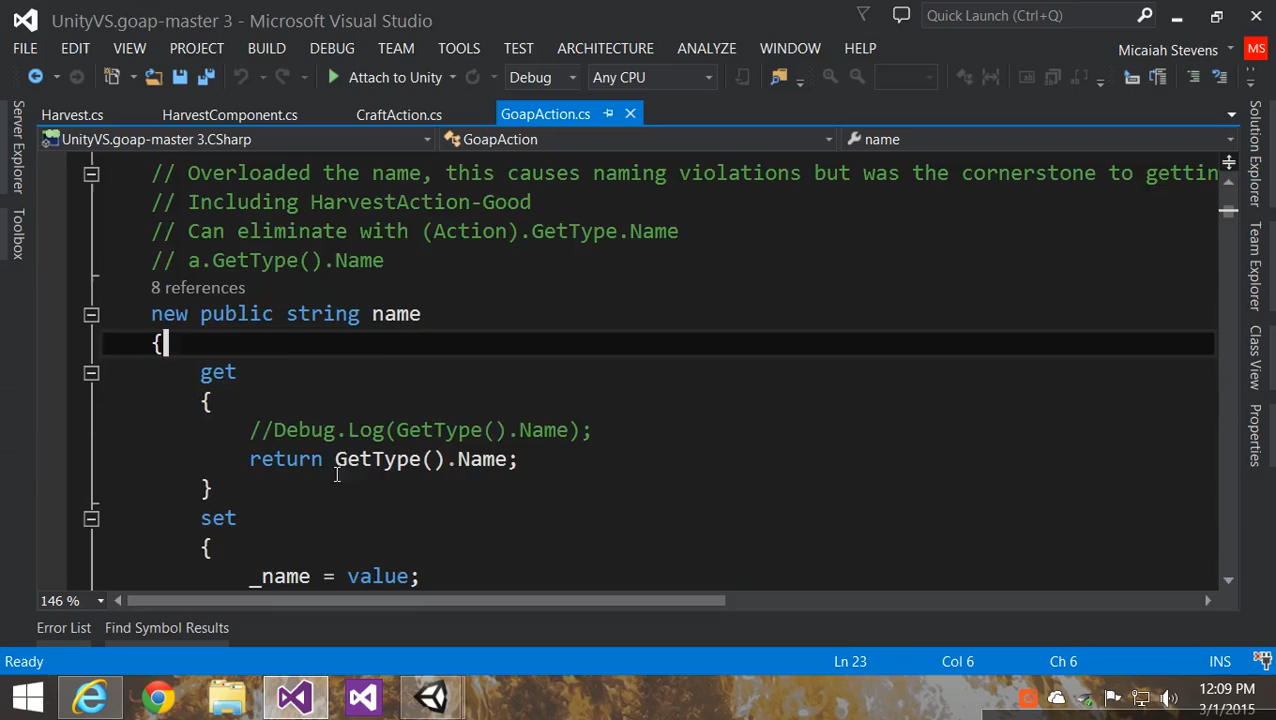 UnityVS.goap-master 3 - Microsoft Visual Studio
Quick Launch (Ctrl+Q)
FILE EDIT VIEW PROJECT BUILD DEBUG TEAM TOOLS TEST ARCHITECTURE ANALYZE WINDOW HELP
Micaiah Stevens MS
Attach to Unity Debug Any CPU
Harvest.cs HarvestComponent.cs CraftAction.cs GoapAction.cs
UnityVS.goap-master 3.CSharp GoapAction name
Server Explorer
Toolbox
// Overloaded the name, this causes naming violations but was the cornerstone to gettin
// Including HarvestAction-Good
// Can eliminate with (Action).GetType.Name
// a.GetType().Name
8 references
new public string name
{
get
{
//Debug.Log(GetType().Name);
return GetType().Name;
}
set
{
_name = value;
Solution Explorer
Team Explorer
Class View
Properties
146 %
Error List Find Symbol Results
Ready Ln 23 Col 6 Ch 6 INS
12:09 PM
3/1/2015